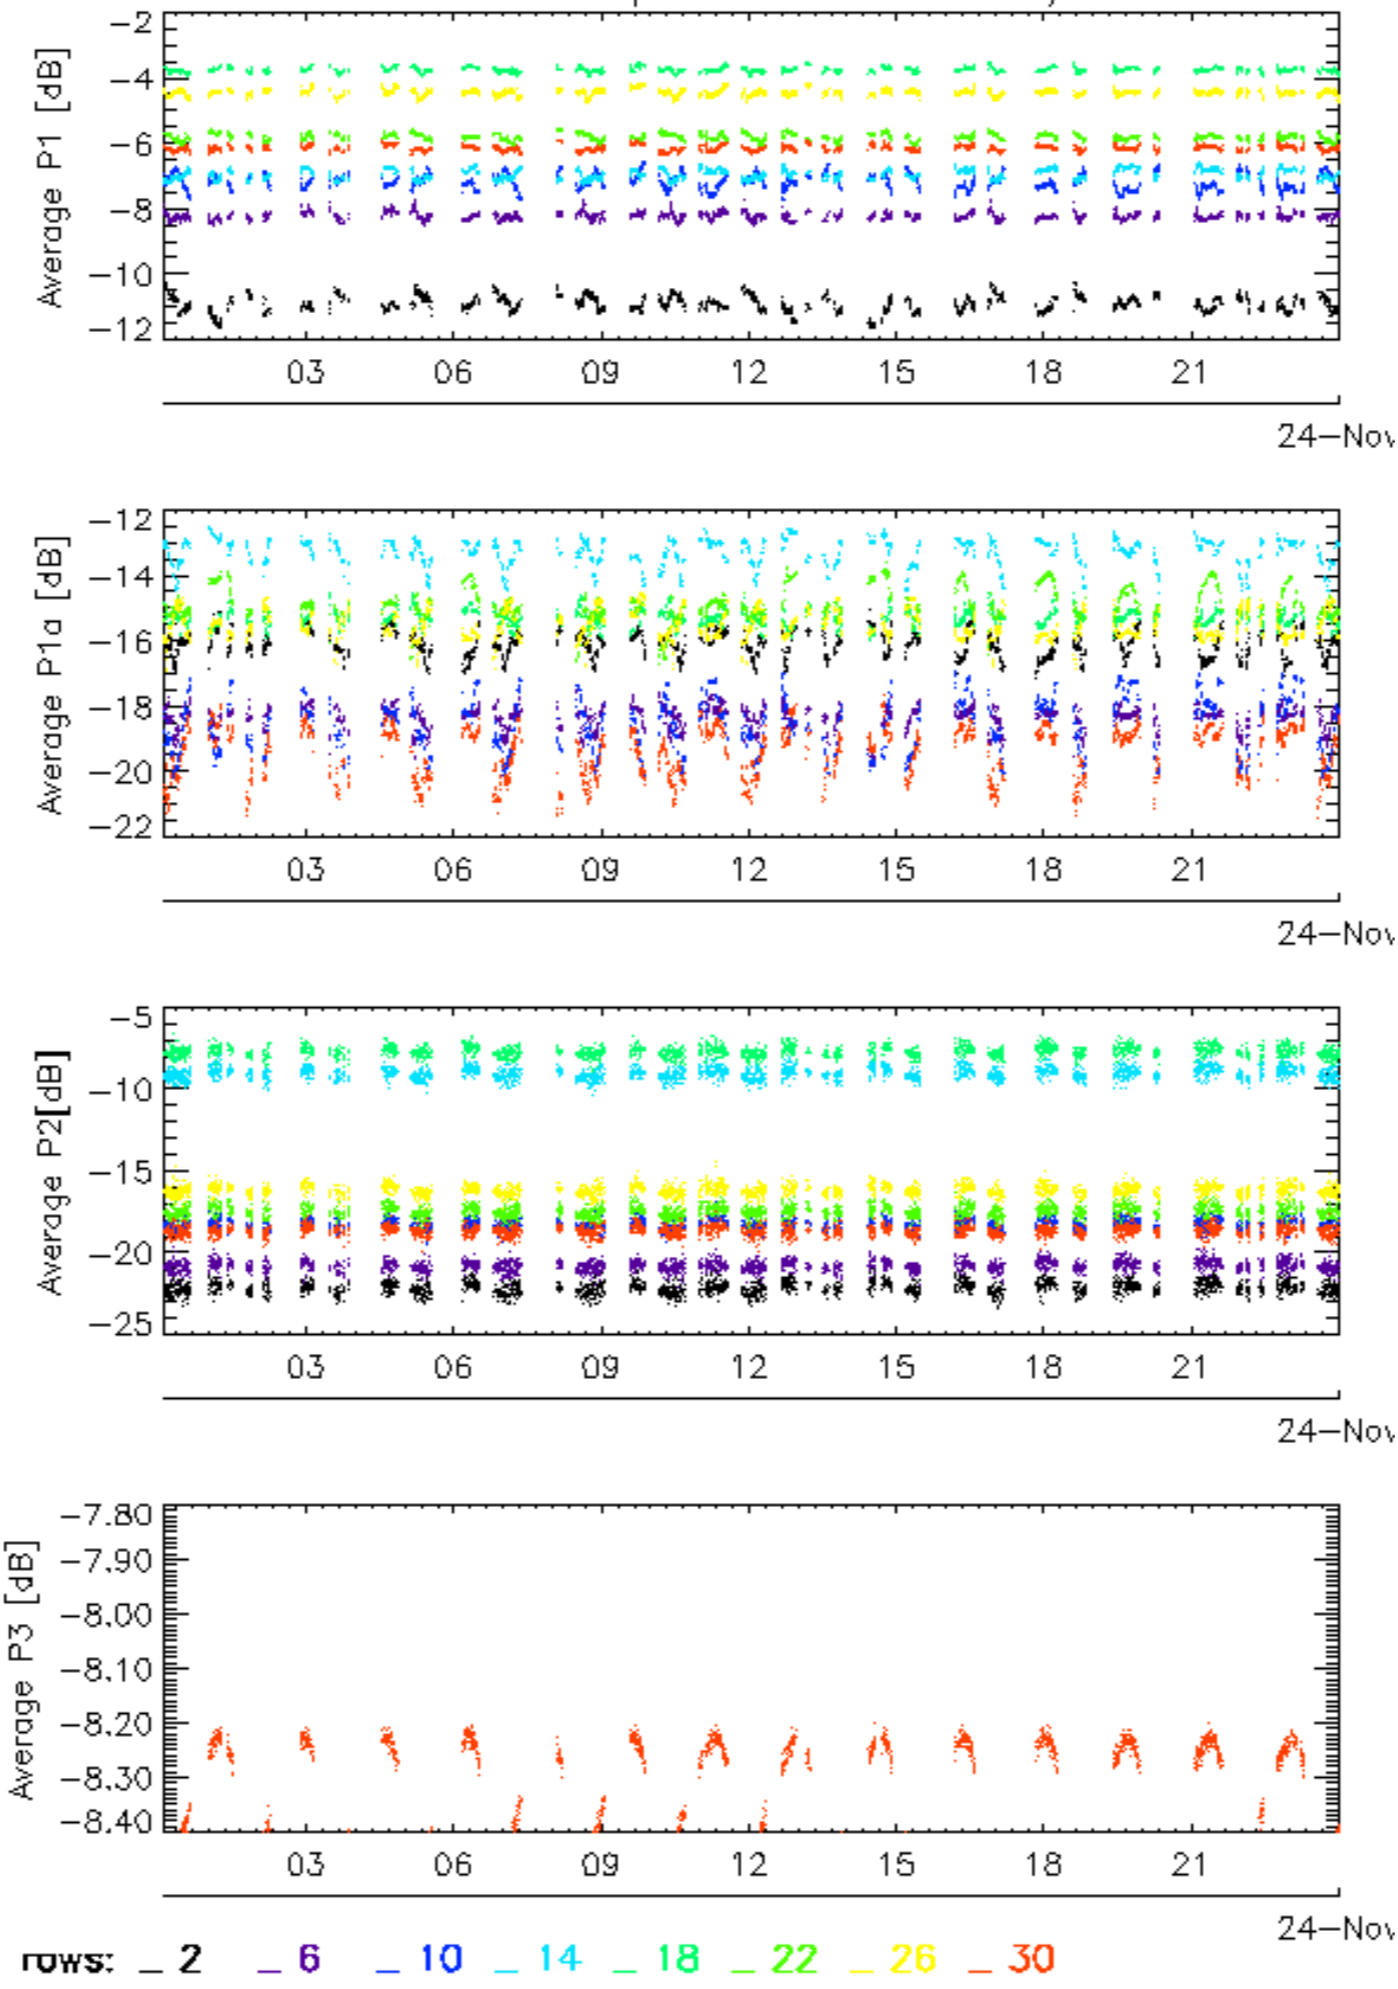 Average P1 [dB]
−2
−4
−6
−8
−10
−12
03 06 09 12 15 18 21
24−Nov
Average P1a [dB]
−12
−14
−16
−18
−20
−22
03 06 09 12 15 18 21
24−Nov
Average P2[dB]
−5
−10
−15
−20
−25
03 06 09 12 15 18 21
24−Nov
Average P3 [dB]
−7.80
−7.90
−8.00
−8.10
−8.20
−8.30
−8.40
03 06 09 12 15 18 21
24−Nov
rows: _ 2 _ 6 _ 10 _ 14 _ 18 _ 22 _ 26 _ 30